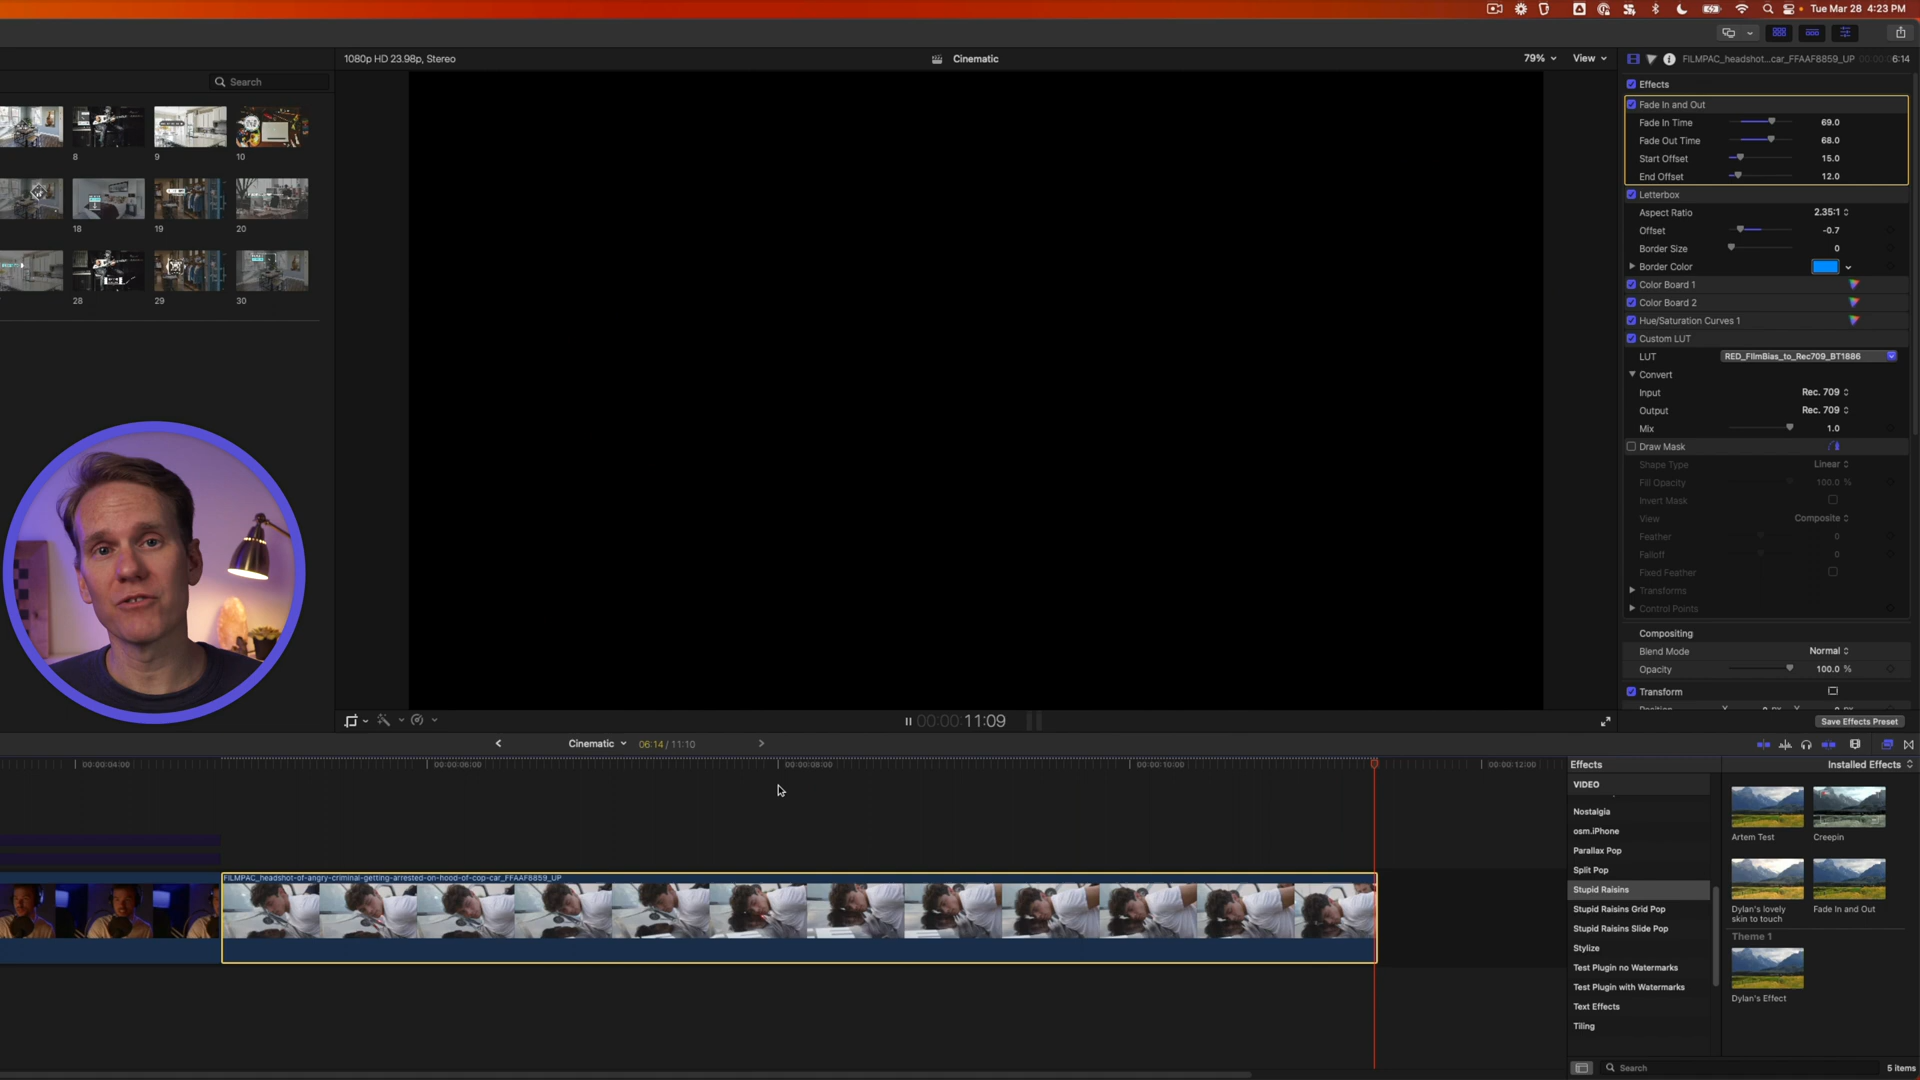 Tue Mar 28 4:23 PM
Search
1080p HD 23.98p, Stereo
Cinematic
79%
View
FILMPAC_headshot...car_FFAAF8859_UP
00:00:06:14
8
9
10
18
19
20
28
29
30
Effects
Fade In and Out
Fade In Time 69.0
Fade Out Time 68.0
Start Offset 15.0
End Offset 12.0
Letterbox
Aspect Ratio 2.35:1
Offset -0.7
Border Size 0
Border Color
Color Board 1
Color Board 2
Hue/Saturation Curves 1
Custom LUT
LUT RED_FilmBias_to_Rec709_BT1886
Convert
Input Rec. 709
Output Rec. 709
Mix 1.0
Draw Mask
Shape Type Linear
Fill Opacity 100.0 %
Invert Mask
View Composite
Feather 0
Falloff 0
Fixed Feather
Transforms
Control Points
Compositing
Blend Mode Normal
Opacity 100.0 %
Transform
Save Effects Preset
00:00:11:09
Cinematic
06:14 / 11:10
00:00:04:00
00:00:06:00
00:00:08:00
00:00:10:00
00:00:12:00
FILMPAC_headshot-of-angry-criminal-getting-arrested-on-hood-of-cop-car_FFAAF8859_UP
Effects
Installed Effects
VIDEO
Nostalgia
osm.iPhone
Parallax Pop
Split Pop
Stupid Raisins
Stupid Raisins Grid Pop
Stupid Raisins Slide Pop
Stylize
Test Plugin no Watermarks
Test Plugin with Watermarks
Text Effects
Tiling
Artem Test
Creepin
Dylan's lovely
skin to touch
Fade In and Out
Theme 1
Dylan's Effect
Search
5 items